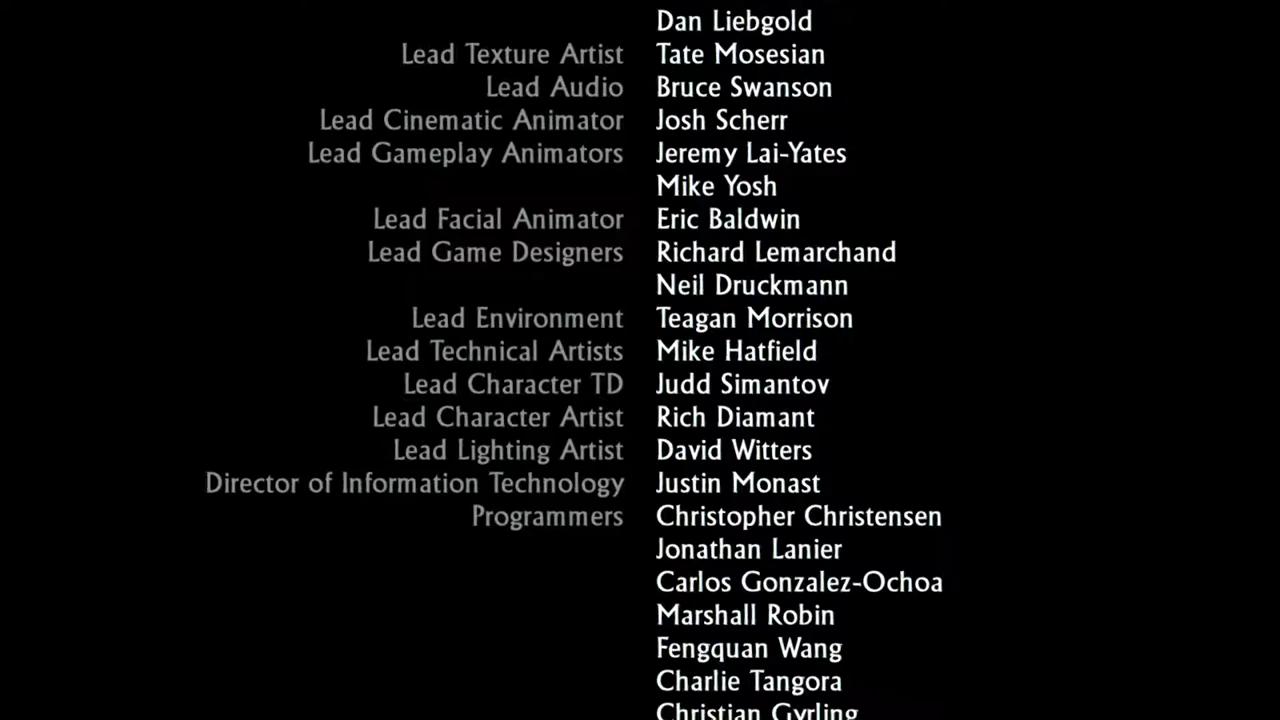 Dan Liebgold
Lead Texture Artist Tate Mosesian
Lead Audio Bruce Swanson
Lead Cinematic Animator Josh Scherr
Lead Gameplay Animators Jeremy Lai-Yates
Mike Yosh
Lead Facial Animator Eric Baldwin
Lead Game Designers Richard Lemarchand
Neil Druckmann
Lead Environment Teagan Morrison
Lead Technical Artists Mike Hatfield
Lead Character TD Judd Simantov
Lead Character Artist Rich Diamant
Lead Lighting Artist David Witters
Director of Information Technology Justin Monast
Programmers Christopher Christensen
Jonathan Lanier
Carlos Gonzalez-Ochoa
Marshall Robin
Fengquan Wang
Charlie Tangora
Christian Gyrling